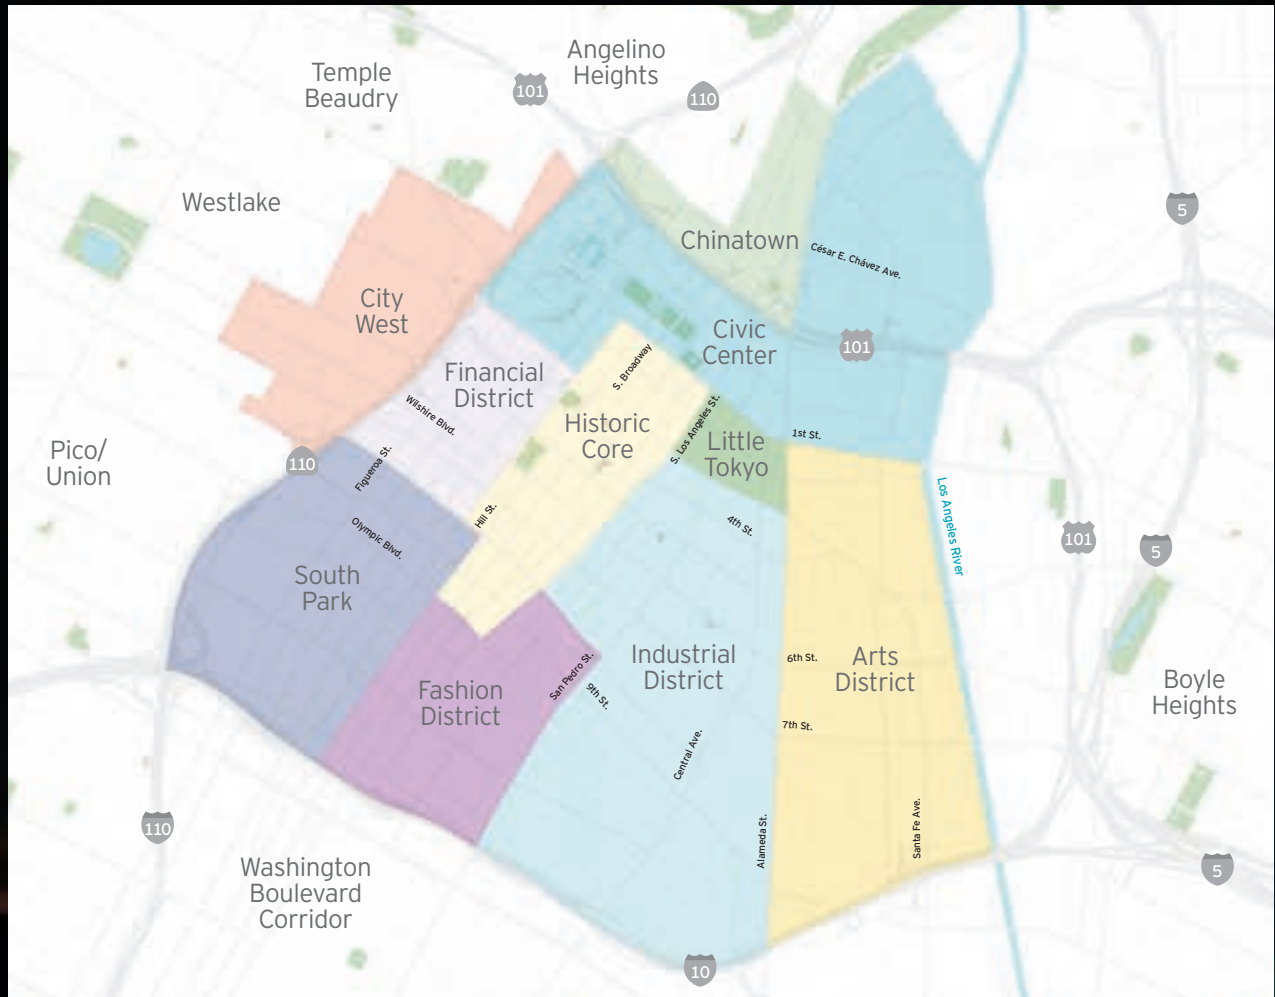 Angelino
Heights
Temple
Beaudry
101
110
Westlake
5
Chinatown
César E. Chávez Ave.
City
West
Civic
Center
101
S. Broadway
Financial
District
Wilshire Blvd.
S. Los Angeles St.
Historic
Core
Little
Tokyo
1st St.
Pico/
Union
110
Figueroa St.
Hill St.
Olympic Blvd.
4th St.
Los Angeles River
101
5
South
Park
Industrial
District
6th St.
Arts
District
Fashion
District
San Pedro St.
9th St.
Boyle
Heights
7th St.
Central Ave.
110
Alameda St.
Santa Fe Ave.
5
Washington
Boulevard
Corridor
10